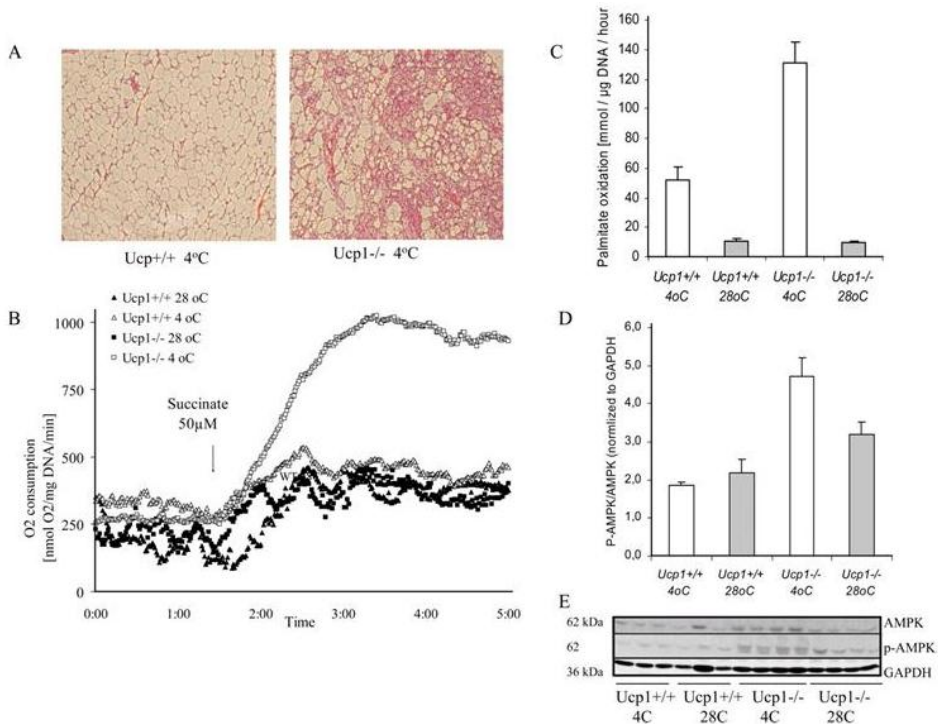 A
Ucp+/+ 4°C
Ucp1-/- 4°C
B
▲ Ucp1+/+ 28 oC
△ Ucp1+/+ 4 oC
■ Ucp1-/- 28 oC
□ Ucp1-/- 4 oC
1000
750
500
250
0
O2 consumption
[nmol O2/mg DNA/min]
Succinate
50µM
WT
0:00 1:00 2:00 3:00 4:00 5:00
Time
C
Palmitate oxidation [mmol / µg DNA / hour
160
140
120
100
80
60
40
20
0
Ucp1+/+ Ucp1+/+ Ucp1-/- Ucp1-/-
4oC 28oC 4oC 28oC
D
P-AMPK/AMPK (normlized to GAPDH)
6,0
5,0
4,0
3,0
2,0
1,0
0,0
Ucp1+/+ Ucp1+/+ Ucp1-/- Ucp1-/-
4oC 28oC 4oC 28oC
E
62 kDa AMPK
62 p-AMPK
36 kDa GAPDH
Ucp1+/+ Ucp1+/+ Ucp1-/- Ucp1-/-
4C 28C 4C 28C